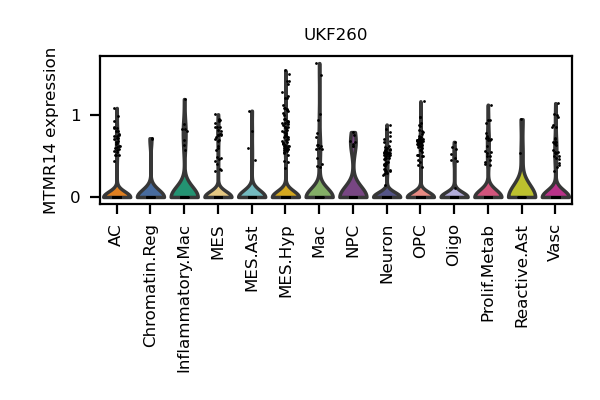 UKF260
MTMR14 expression
1
0
AC
Chromatin.Reg
Inflammatory.Mac
MES
MES.Ast
MES.Hyp
Mac
NPC
Neuron
OPC
Oligo
Prolif.Metab
Reactive.Ast
Vasc